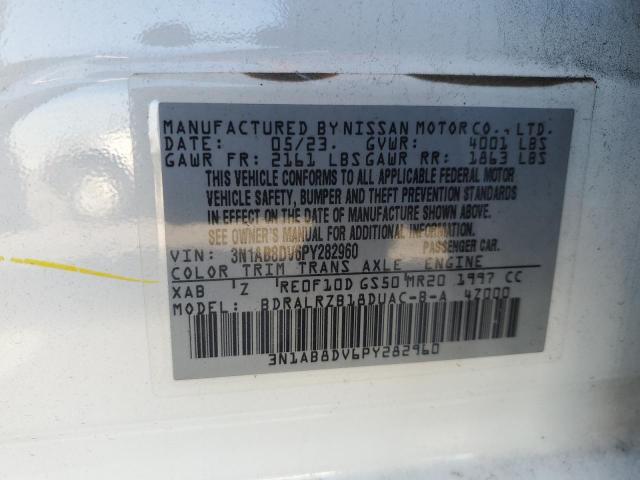 MANUFACTURED BY NISSAN MOTOR CO., LTD.
DATE: 05/23. GVWR: 4001 LBS
GAWR FR: 2161 LBS GAWR RR: 1863 LBS
THIS VEHICLE CONFORMS TO ALL APPLICABLE FEDERAL MOTOR
VEHICLE SAFETY, BUMPER AND THEFT PREVENTION STANDARDS
IN EFFECT ON THE DATE OF MANUFACTURE SHOWN ABOVE.
SEE OWNER'S MANUAL FOR ADDITIONAL INFORMATION
VIN: 3N1AB8DV6PY282960 PASSENGER CAR.
COLOR TRIM TRANS AXLE ENGINE
XAB Z RE0F10D GS50 MR20 1997 CC
MODEL: BDRALRZB18DUAC-B-A 4Z000
3N1AB8DV6PY282960